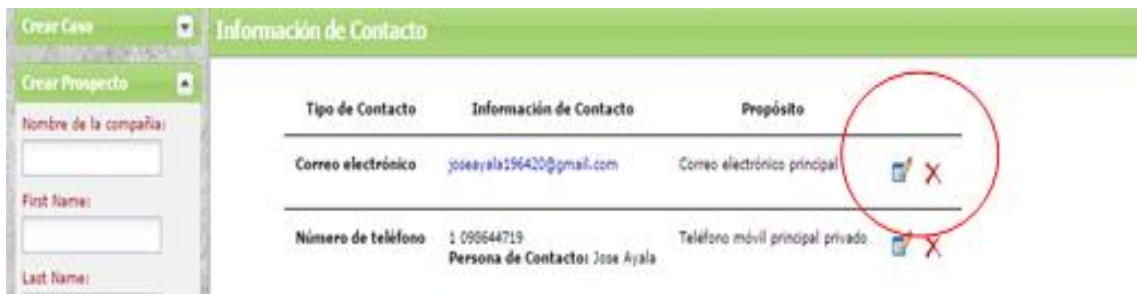 Crear Caso
Información de Contacto
Crear Prospecto
Nombre de la compañia:
First Name:
Last Name:
Tipo de Contacto Información de Contacto Propósito
Correo electrónico joseayala196420@gmail.com Correo electrónico principal
Número de teléfono 1 098644719 Teléfono móvil principal privado
Persona de Contacto: Jose Ayala